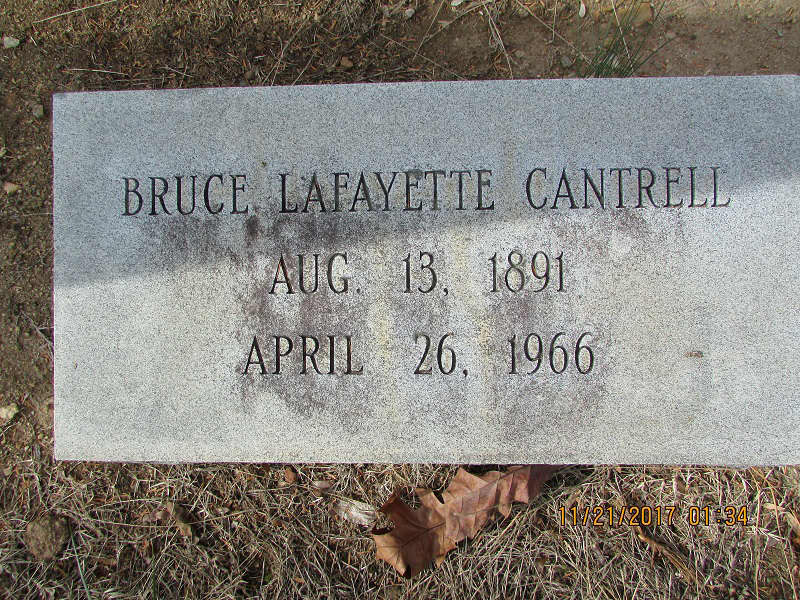 BRUCE LAFAYETTE CANTRELL
AUG. 13, 1891
APRIL 26, 1966
11/21/2017 01:34